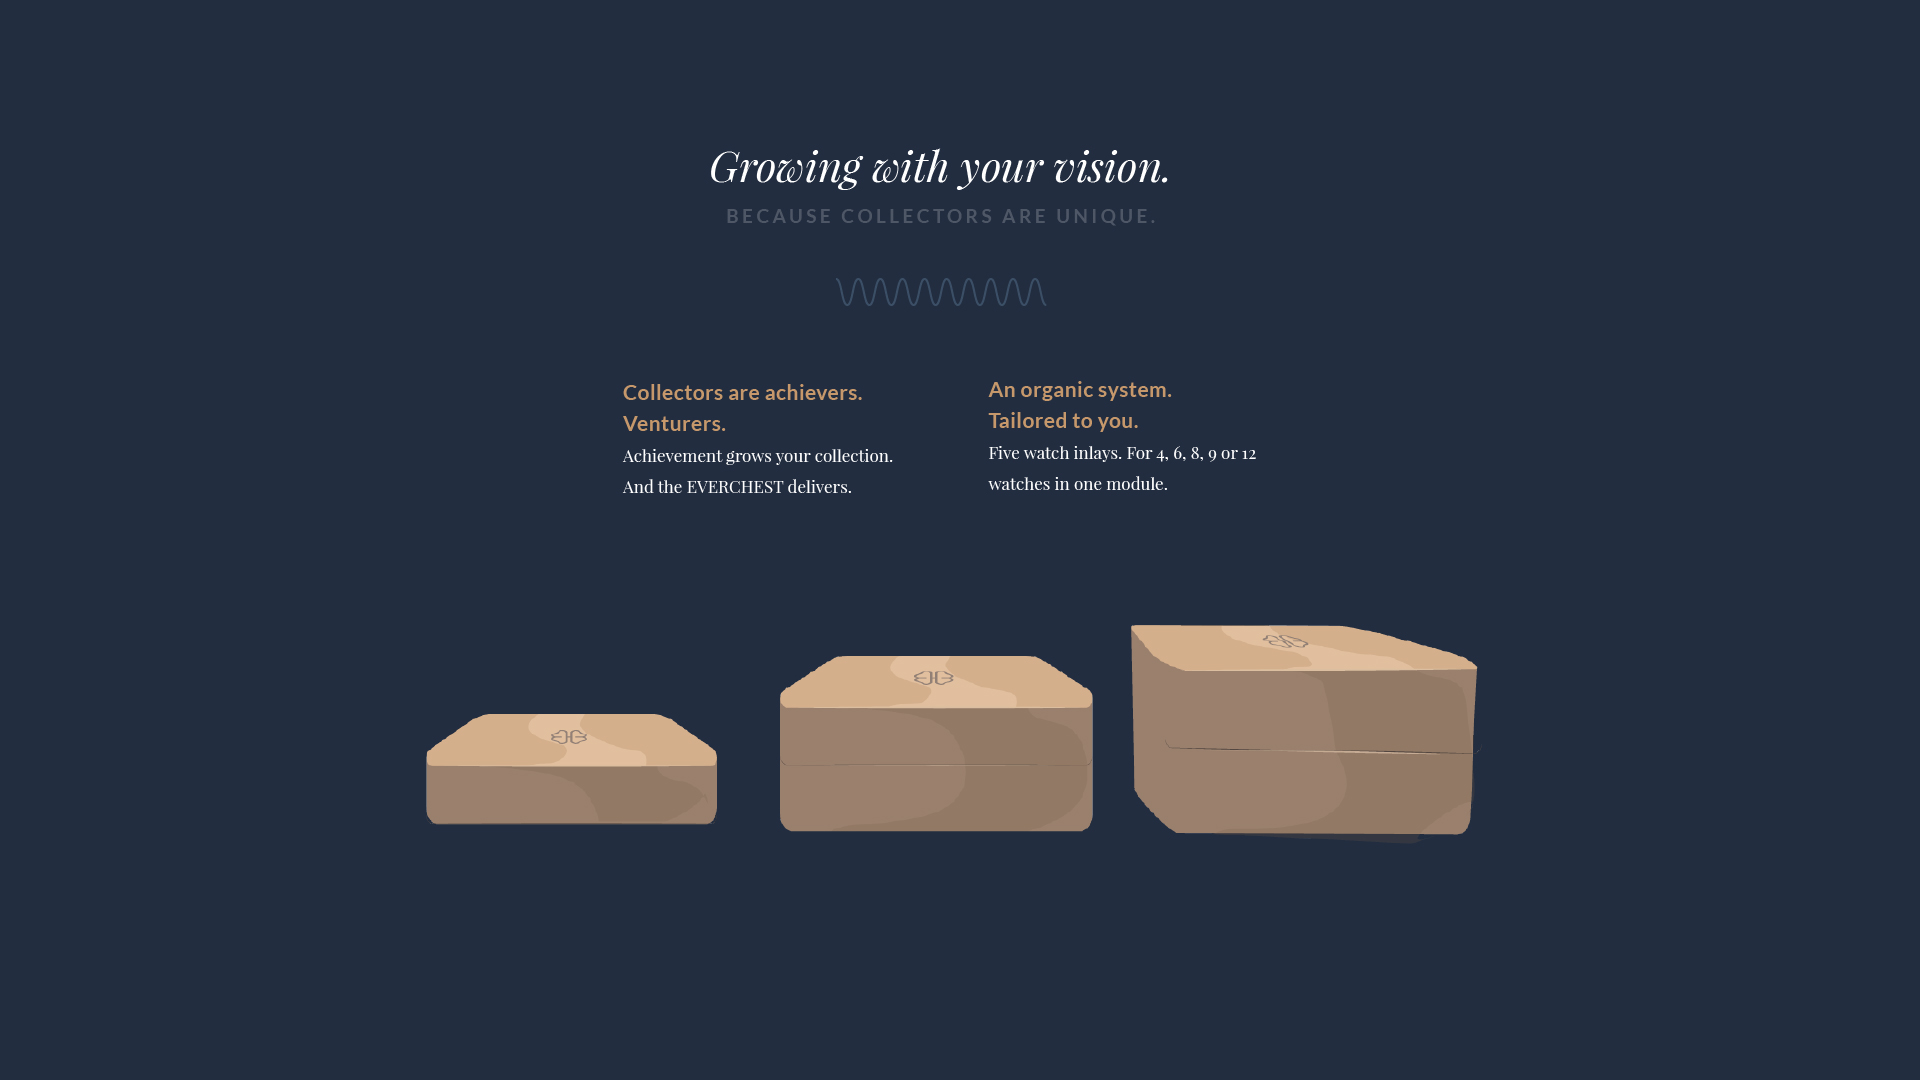 Growing with your vision.
BECAUSE COLLECTORS ARE UNIQUE.
Collectors are achievers.
Venturers.
Achievement grows your collection.
And the EVERCHEST delivers.
An organic system.
Tailored to you.
Five watch inlays. For 4, 6, 8, 9 or 12
watches in one module.